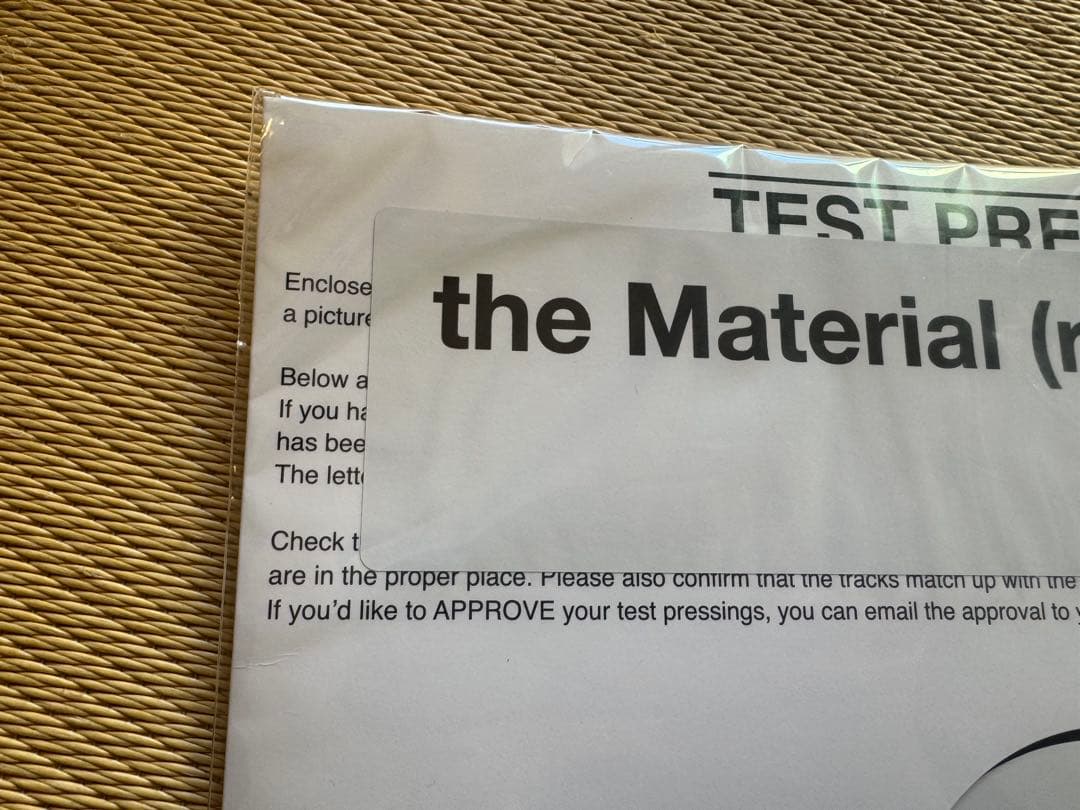 TEST PRE
the Material (r
Enclose
a picture
Below a
If you ha
has bee
The lette
Check t
are in the proper place. Please also confirm that the tracks match up with the
If you'd like to APPROVE your test pressings, you can email the approval to y